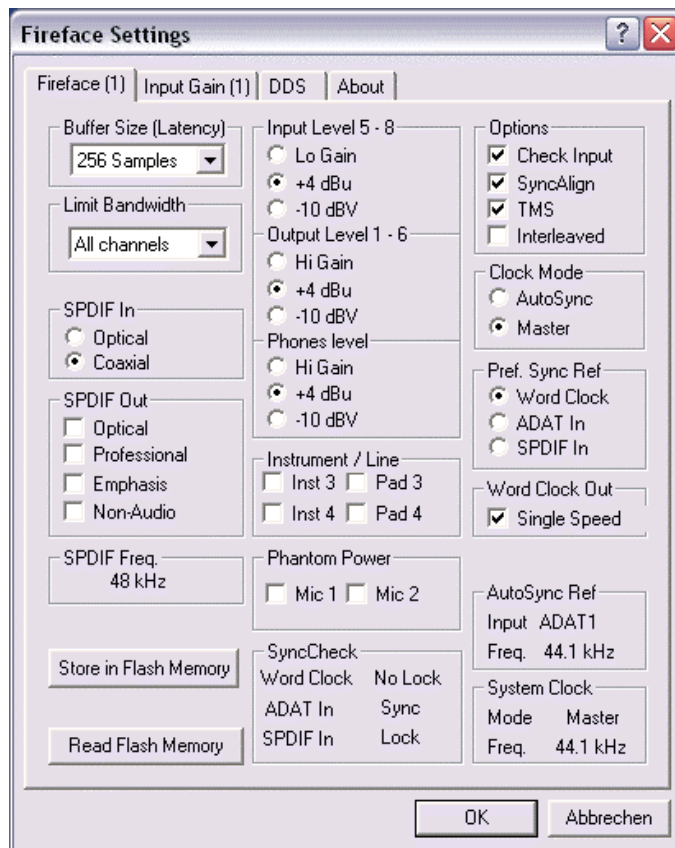 Fireface Settings
Fireface (1) Input Gain (1) DDS About
Buffer Size (Latency)
256 Samples
Limit Bandwidth
All channels
SPDIF In
Optical
Coaxial
SPDIF Out
Optical
Professional
Emphasis
Non-Audio
SPDIF Freq.
48 kHz
Store in Flash Memory
Read Flash Memory
Input Level 5 - 8
Lo Gain
+4 dBu
-10 dBV
Output Level 1 - 6
Hi Gain
+4 dBu
-10 dBV
Phones level
Hi Gain
+4 dBu
-10 dBV
Instrument / Line
Inst 3 Pad 3
Inst 4 Pad 4
Phantom Power
Mic 1 Mic 2
SyncCheck
Word Clock No Lock
ADAT In Sync
SPDIF In Lock
Options
Check Input
SyncAlign
TMS
Interleaved
Clock Mode
AutoSync
Master
Pref. Sync Ref
Word Clock
ADAT In
SPDIF In
Word Clock Out
Single Speed
AutoSync Ref
Input ADAT1
Freq. 44.1 kHz
System Clock
Mode Master
Freq. 44.1 kHz
OK Abbrechen